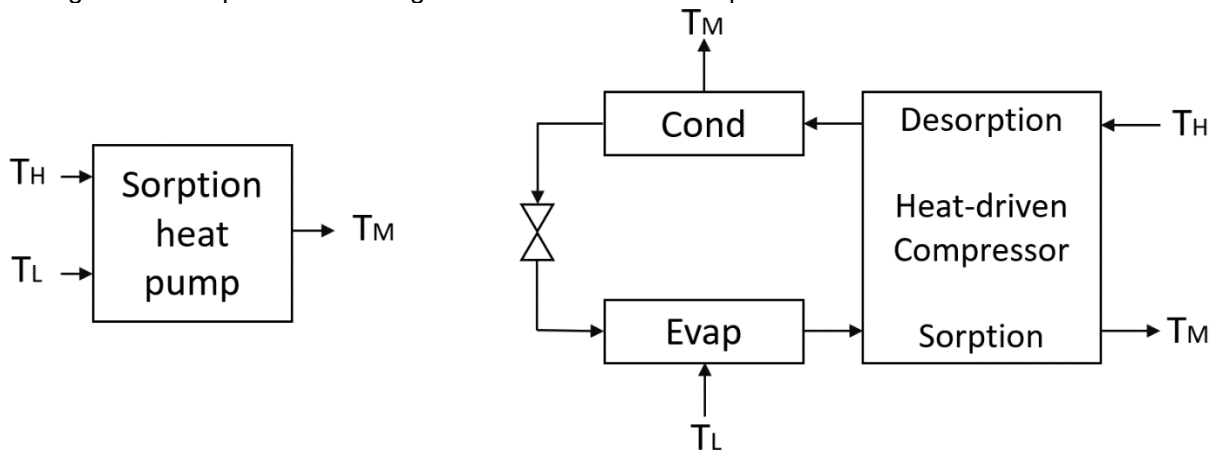 TH
TL
Sorption
heat
pump
TM
TM
Cond
Evap
TL
Desorption
Heat-driven
Compressor
Sorption
TH
TM